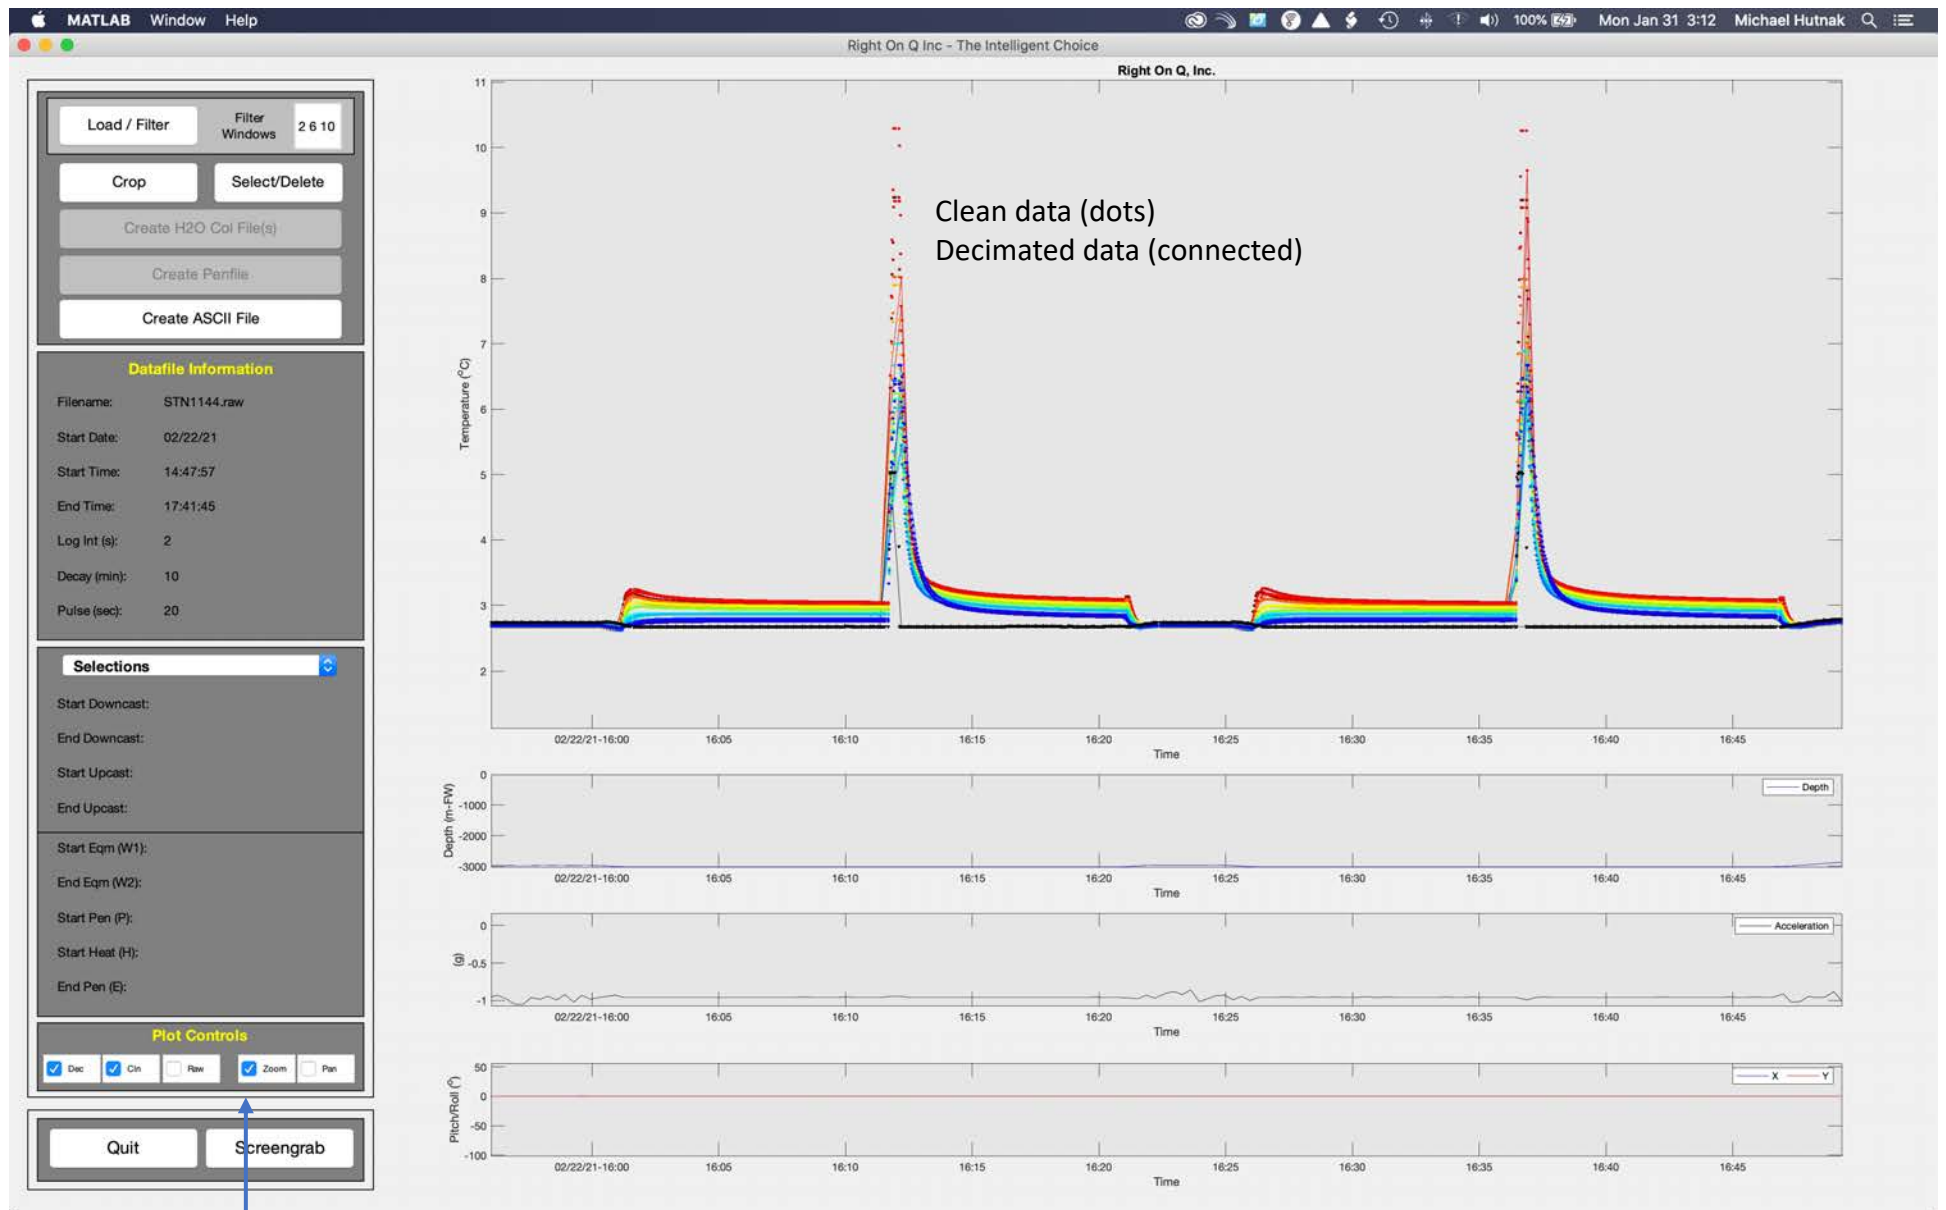 MATLAB Window Help
100% Mon Jan 31 3:12 Michael Hutnak
Right On Q Inc - The Intelligent Choice
Load / Filter
Filter
Windows
2 6 10
Crop
Select/Delete
Create H2O Col File(s)
Create Penfile
Create ASCII File
Datafile Information
Filename: STN1144.raw
Start Date: 02/22/21
Start Time: 14:47:57
End Time: 17:41:45
Log Int (s): 2
Decay (min): 10
Pulse (sec): 20
Selections
Start Downcast:
End Downcast:
Start Upcast:
End Upcast:
Start Eqm (W1):
End Eqm (W2):
Start Pen (P):
Start Heat (H):
End Pen (E):
Plot Controls
Dec Cln Raw Zoom Pan
Quit
Screengrab
Right On Q, Inc.
Clean data (dots)
Decimated data (connected)
Temperature (°C)
11
10
9
8
7
6
5
4
3
2
02/22/21-16:00 16:05 16:10 16:15 16:20 16:25 16:30 16:35 16:40 16:45
Time
Depth (m-FW)
0
-1000
-2000
-3000
Depth
02/22/21-16:00 16:05 16:10 16:15 16:20 16:25 16:30 16:35 16:40 16:45
Time
(g)
0
-0.5
-1
Acceleration
02/22/21-16:00 16:05 16:10 16:15 16:20 16:25 16:30 16:35 16:40 16:45
Time
Pitch/Roll (°)
50
0
-50
-100
X Y
02/22/21-16:00 16:05 16:10 16:15 16:20 16:25 16:30 16:35 16:40 16:45
Time